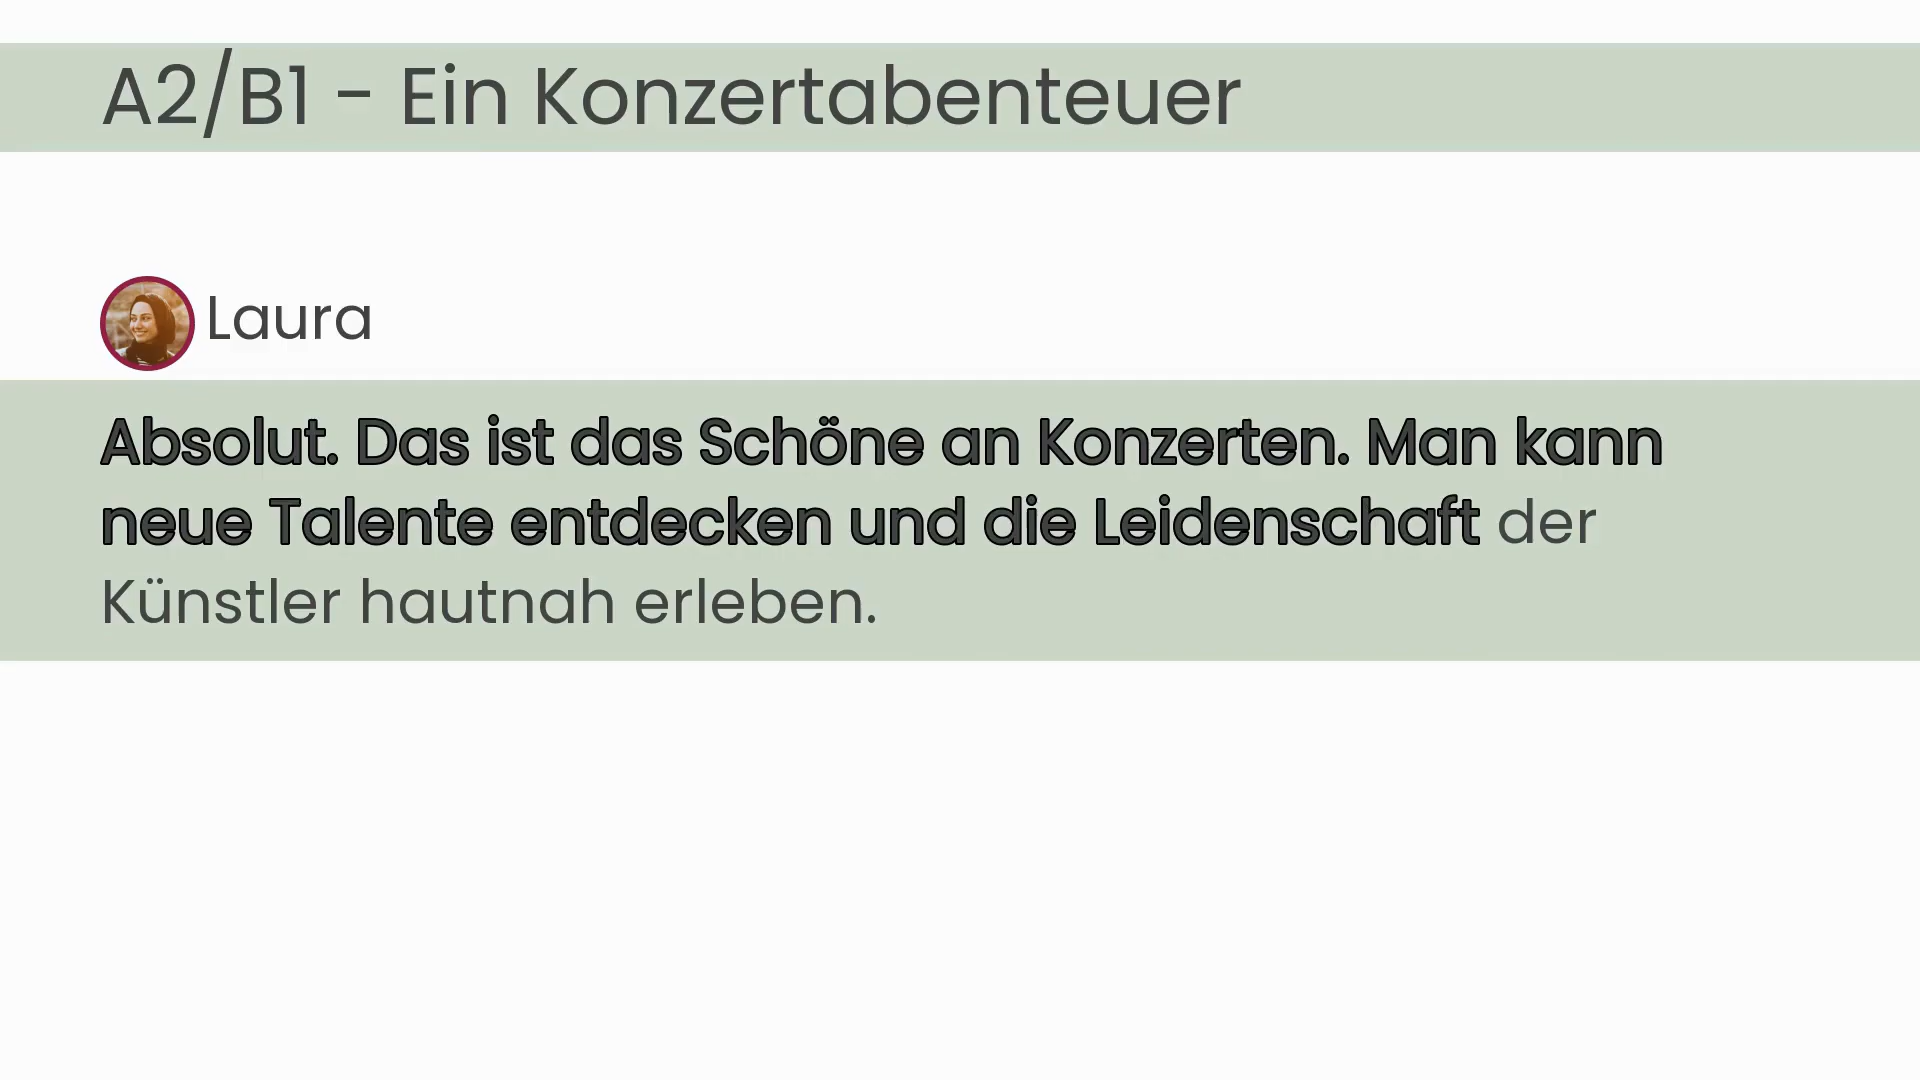 A2/B1 - Ein Konzertabenteuer
Laura
Absolut. Das ist das Schöne an Konzerten. Man kann
neue Talente entdecken und die Leidenschaft der
Künstler hautnah erleben.